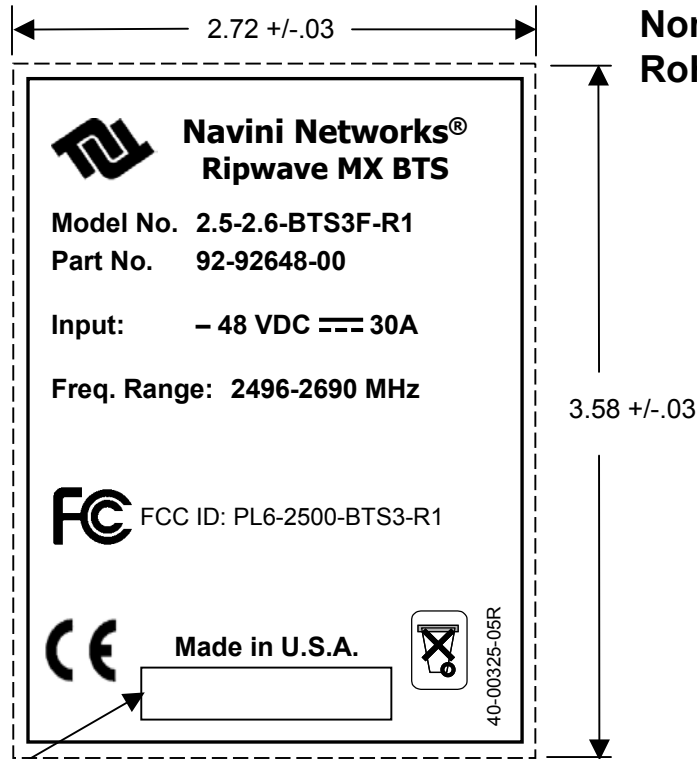 2.72 +/-.03
Navini Networks®
Ripwave MX BTS
Model No. 2.5-2.6-BTS3F-R1
Part No. 92-92648-00
Input: – 48 VDC 30A
Freq. Range: 2496-2690 MHz
3.58 +/-.03
FC FCC ID: PL6-2500-BTS3-R1
CE
Made in U.S.A.
40-00325-05R